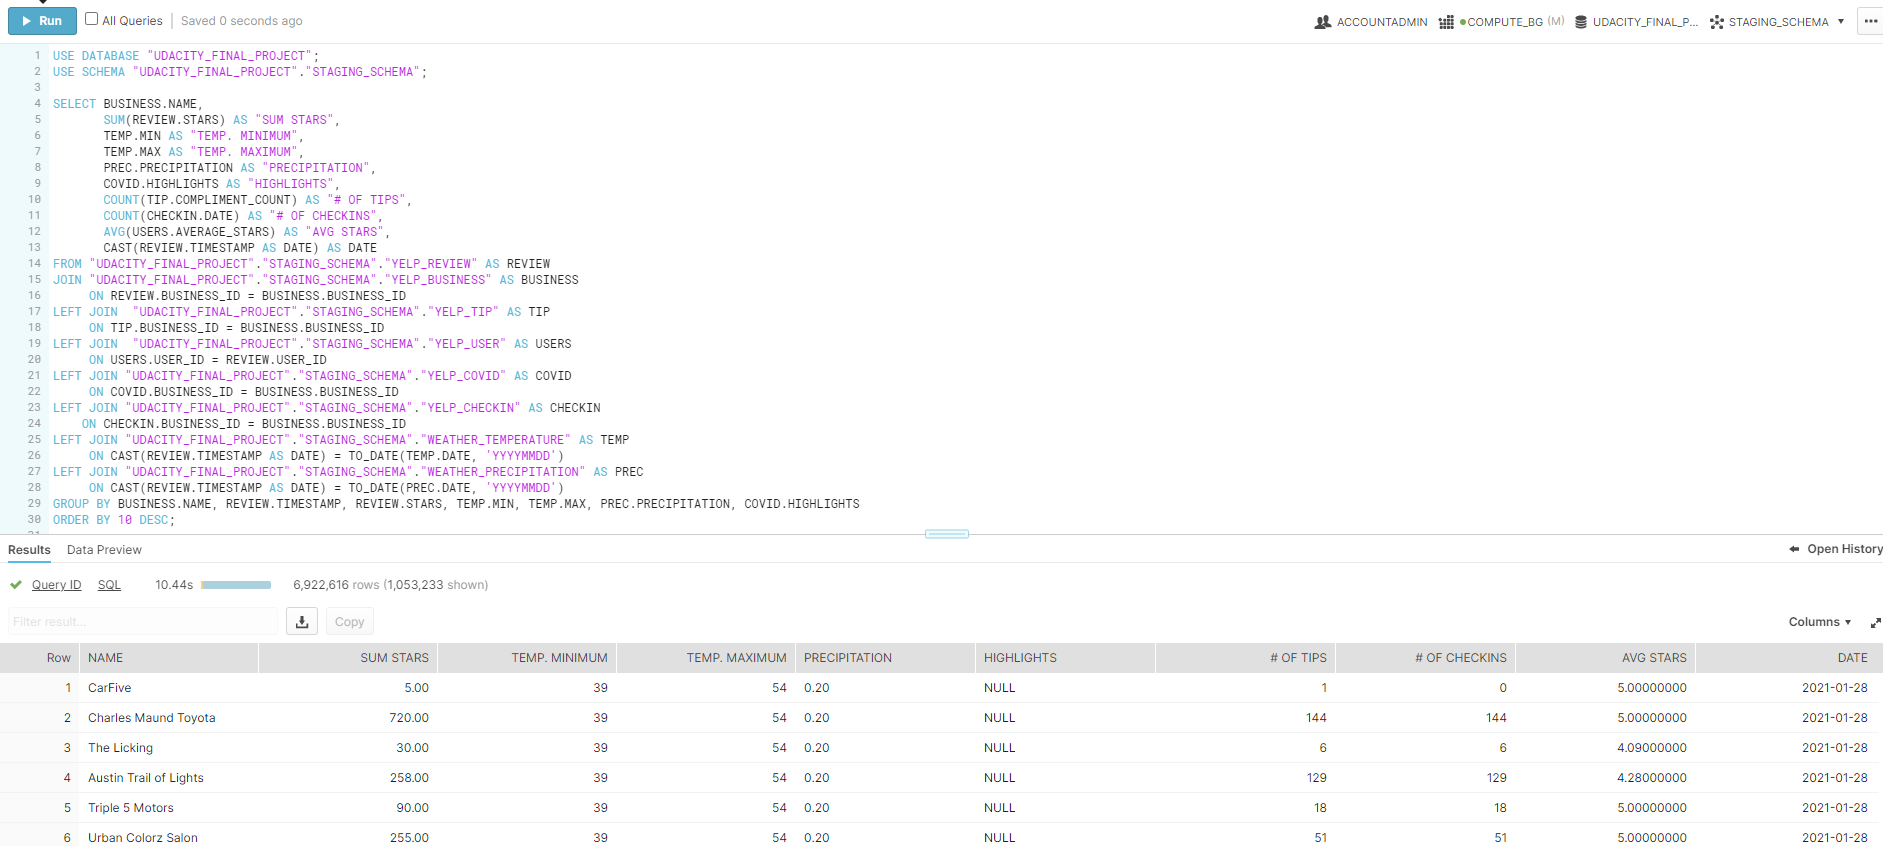 Run All Queries Saved 0 seconds ago ACCOUNTADMIN COMPUTE_BG (M) UDACITY_FINAL_P... STAGING_SCHEMA
1 USE DATABASE "UDACITY_FINAL_PROJECT";
2 USE SCHEMA "UDACITY_FINAL_PROJECT"."STAGING_SCHEMA";
3
4 SELECT BUSINESS.NAME,
5 SUM(REVIEW.STARS) AS "SUM STARS",
6 TEMP.MIN AS "TEMP. MINIMUM",
7 TEMP.MAX AS "TEMP. MAXIMUM",
8 PREC.PRECIPITATION AS "PRECIPITATION",
9 COVID.HIGHLIGHTS AS "HIGHLIGHTS",
10 COUNT(TIP.COMPLIMENT_COUNT) AS "# OF TIPS",
11 COUNT(CHECKIN.DATE) AS "# OF CHECKINS",
12 AVG(USERS.AVERAGE_STARS) AS "AVG STARS",
13 CAST(REVIEW.TIMESTAMP AS DATE) AS DATE
14 FROM "UDACITY_FINAL_PROJECT"."STAGING_SCHEMA"."YELP_REVIEW" AS REVIEW
15 JOIN "UDACITY_FINAL_PROJECT"."STAGING_SCHEMA"."YELP_BUSINESS" AS BUSINESS
16 ON REVIEW.BUSINESS_ID = BUSINESS.BUSINESS_ID
17 LEFT JOIN "UDACITY_FINAL_PROJECT"."STAGING_SCHEMA"."YELP_TIP" AS TIP
18 ON TIP.BUSINESS_ID = BUSINESS.BUSINESS_ID
19 LEFT JOIN "UDACITY_FINAL_PROJECT"."STAGING_SCHEMA"."YELP_USER" AS USERS
20 ON USERS.USER_ID = REVIEW.USER_ID
21 LEFT JOIN "UDACITY_FINAL_PROJECT"."STAGING_SCHEMA"."YELP_COVID" AS COVID
22 ON COVID.BUSINESS_ID = BUSINESS.BUSINESS_ID
23 LEFT JOIN "UDACITY_FINAL_PROJECT"."STAGING_SCHEMA"."YELP_CHECKIN" AS CHECKIN
24 ON CHECKIN.BUSINESS_ID = BUSINESS.BUSINESS_ID
25 LEFT JOIN "UDACITY_FINAL_PROJECT"."STAGING_SCHEMA"."WEATHER_TEMPERATURE" AS TEMP
26 ON CAST(REVIEW.TIMESTAMP AS DATE) = TO_DATE(TEMP.DATE, 'YYYYMMDD')
27 LEFT JOIN "UDACITY_FINAL_PROJECT"."STAGING_SCHEMA"."WEATHER_PRECIPITATION" AS PREC
28 ON CAST(REVIEW.TIMESTAMP AS DATE) = TO_DATE(PREC.DATE, 'YYYYMMDD')
29 GROUP BY BUSINESS.NAME, REVIEW.TIMESTAMP, REVIEW.STARS, TEMP.MIN, TEMP.MAX, PREC.PRECIPITATION, COVID.HIGHLIGHTS
30 ORDER BY 10 DESC;
Results Data Preview Open History
Query ID SQL 10.44s 6,922,616 rows (1,053,233 shown)
Filter result... Copy Columns
Row NAME SUM STARS TEMP. MINIMUM TEMP. MAXIMUM PRECIPITATION HIGHLIGHTS # OF TIPS # OF CHECKINS AVG STARS DATE
1 CarFive 5.00 39 54 0.20 NULL 1 0 5.00000000 2021-01-28
2 Charles Maund Toyota 720.00 39 54 0.20 NULL 144 144 5.00000000 2021-01-28
3 The Licking 30.00 39 54 0.20 NULL 6 6 4.09000000 2021-01-28
4 Austin Trail of Lights 258.00 39 54 0.20 NULL 129 129 4.28000000 2021-01-28
5 Triple 5 Motors 90.00 39 54 0.20 NULL 18 18 5.00000000 2021-01-28
6 Urban Colorz Salon 255.00 39 54 0.20 NULL 51 51 5.00000000 2021-01-28